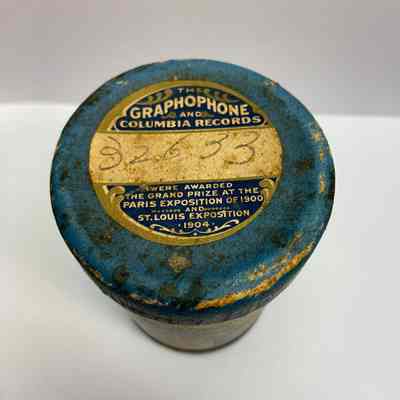 THE
GRAPHOPHONE
AND
COLUMBIA RECORDS
32633
WERE AWARDED
THE GRAND PRIZE AT THE
PARIS EXPOSITION OF 1900
AND
ST. LOUIS EXPOSITION
1904